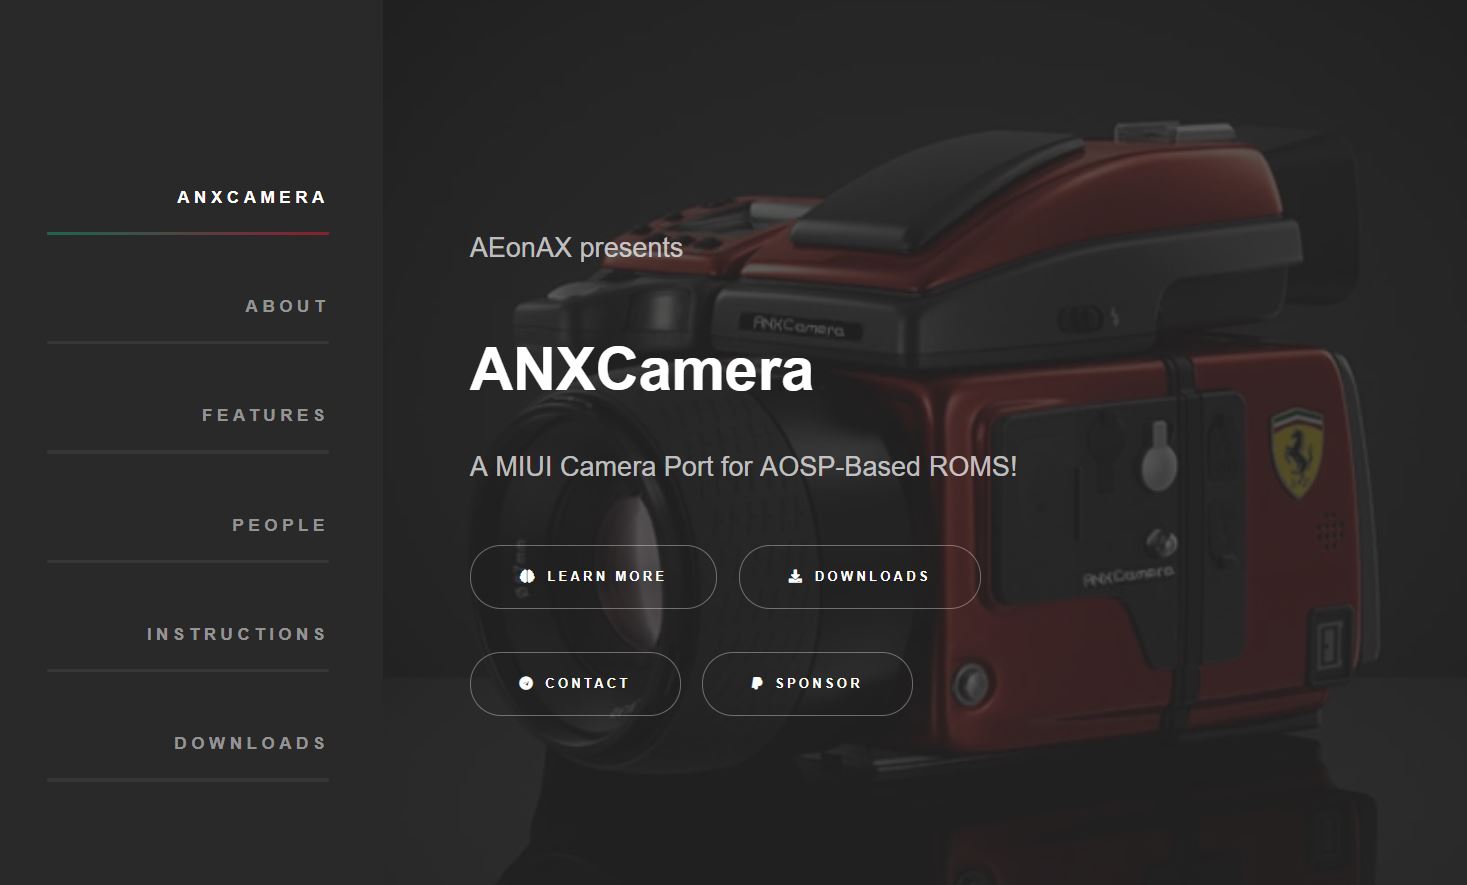 ANXCAMERA
ABOUT
FEATURES
PEOPLE
INSTRUCTIONS
DOWNLOADS
AEonAX presents
ANXCamera
ANXCamera
A MIUI Camera Port for AOSP-Based ROMS!
LEARN MORE
DOWNLOADS
ANXCamera
CONTACT
SPONSOR